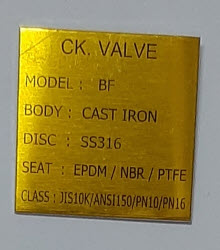 CK. VALVE
MODEL : BF
BODY : CAST IRON
DISC : SS316
SEAT : EPDM / NBR / PTFE
CLASS : JIS10K/ANSI150/PN10/PN16